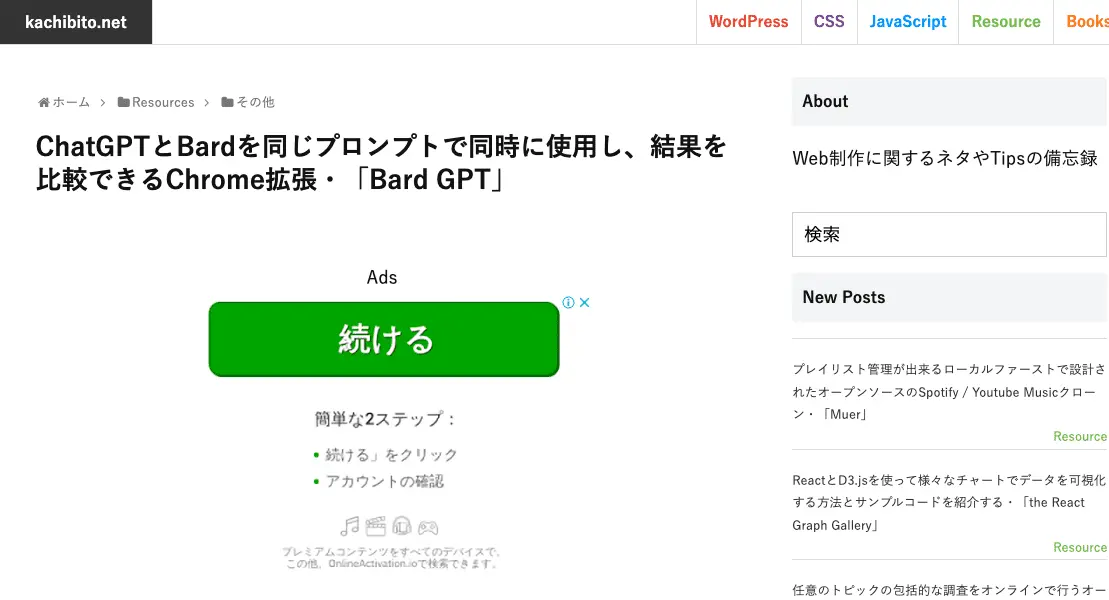 kachibito.net
WordPress CSS JavaScript Resource Books
ホーム > Resources > その他
ChatGPTとBardを同じプロンプトで同時に使用し、結果を
比較できるChrome拡張・「Bard GPT」
Ads
続ける
簡単な2ステップ：
• 続ける」をクリック
• アカウントの確認
プレミアムコンテンツをすべてのデバイスで、
この他、OnlineActivation.ioで検索できます。
About
Web制作に関するネタやTipsの備忘録
検索
New Posts
プレイリスト管理が出来るローカルファーストで設計さ
れたオープンソースのSpotify / Youtube Musicクロー
ン・「Muer」
Resource
ReactとD3.jsを使って様々なチャートでデータを可視化
する方法とサンプルコードを紹介する・「the React
Graph Gallery」
Resource
任意のトピックの包括的な調査をオンラインで行うオー